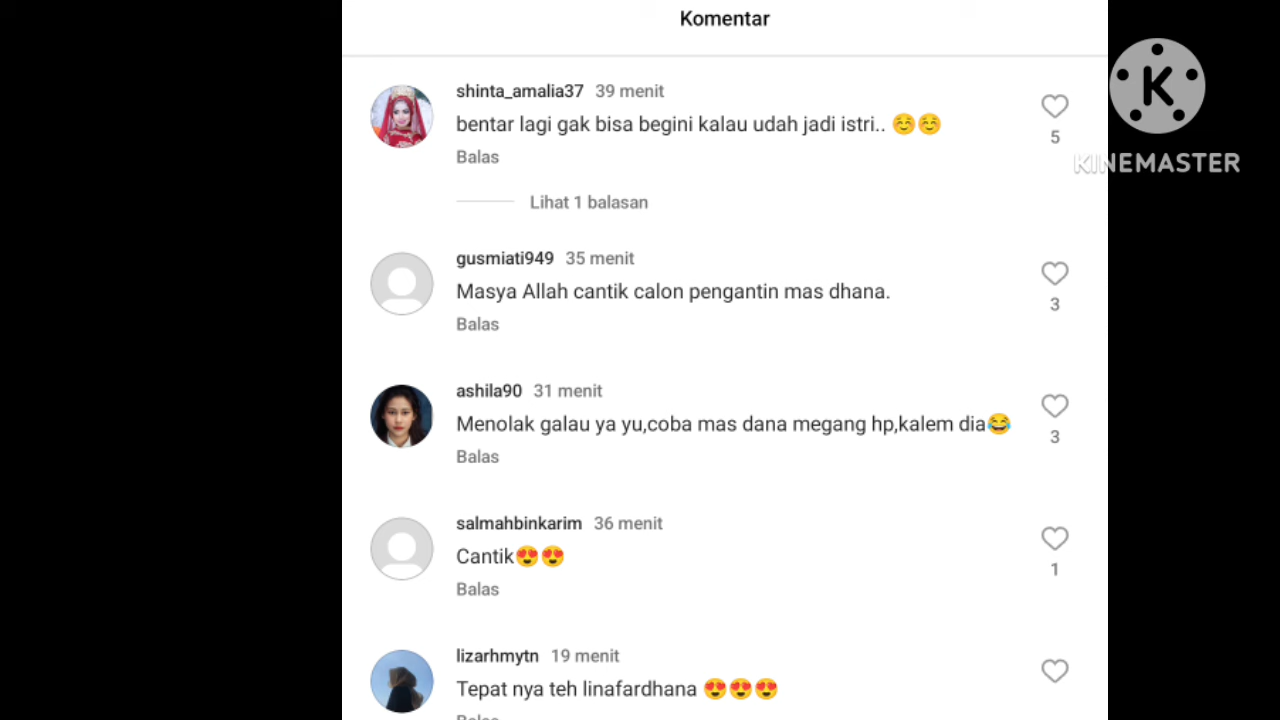 Komentar
shinta_amalia37 39 menit
bentar lagi gak bisa begini kalau udah jadi istri.. ☺️☺️
5
Balas
Lihat 1 balasan
gusmiati949 35 menit
Masya Allah cantik calon pengantin mas dhana.
3
Balas
ashila90 31 menit
Menolak galau ya yu,coba mas dana megang hp,kalem dia😂
3
Balas
salmahbinkarim 36 menit
Cantik😍😍
1
Balas
lizarhmytn 19 menit
Tepat nya teh linafardhana 😍😍😍
Balas
K
KINEMASTER